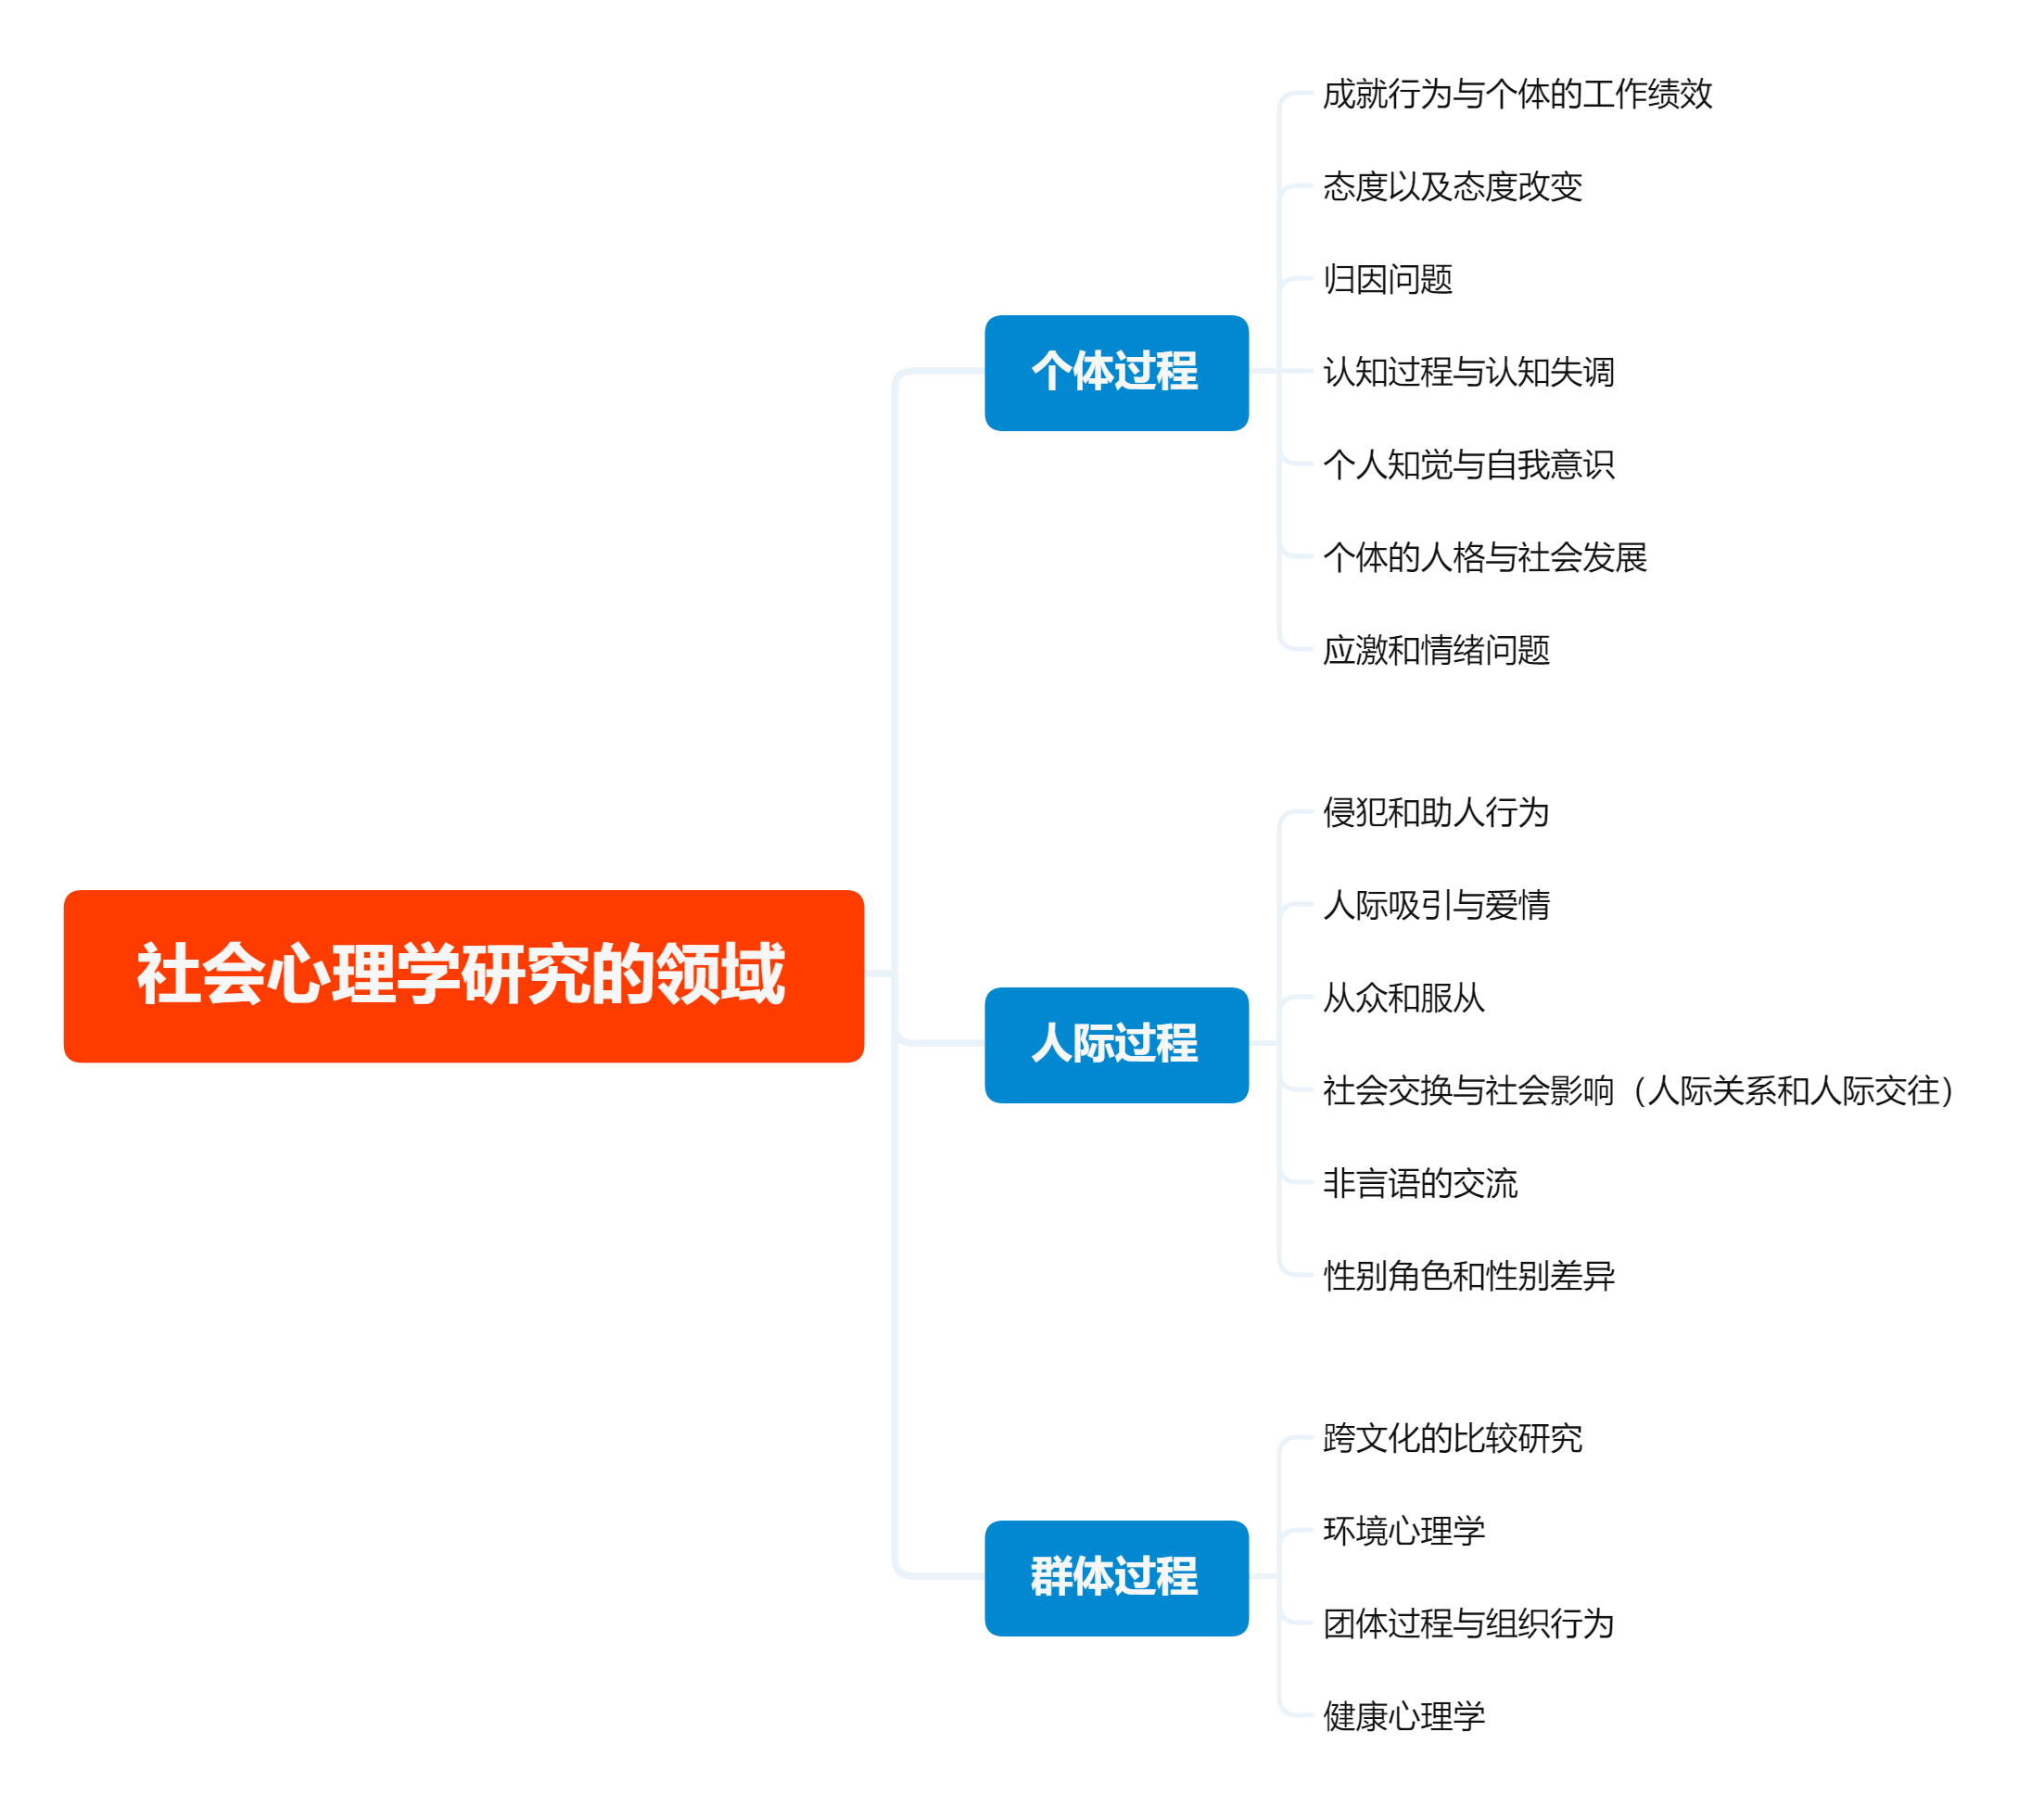 社会心理学研究的领域
个体过程
成就行为与个体的工作绩效
态度以及态度改变
归因问题
认知过程与认知失调
个人知觉与自我意识
个体的人格与社会发展
应激和情绪问题
人际过程
侵犯和助人行为
人际吸引与爱情
从众和服从
社会交换与社会影响（人际关系和人际交往）
非言语的交流
性别角色和性别差异
群体过程
跨文化的比较研究
环境心理学
团体过程与组织行为
健康心理学